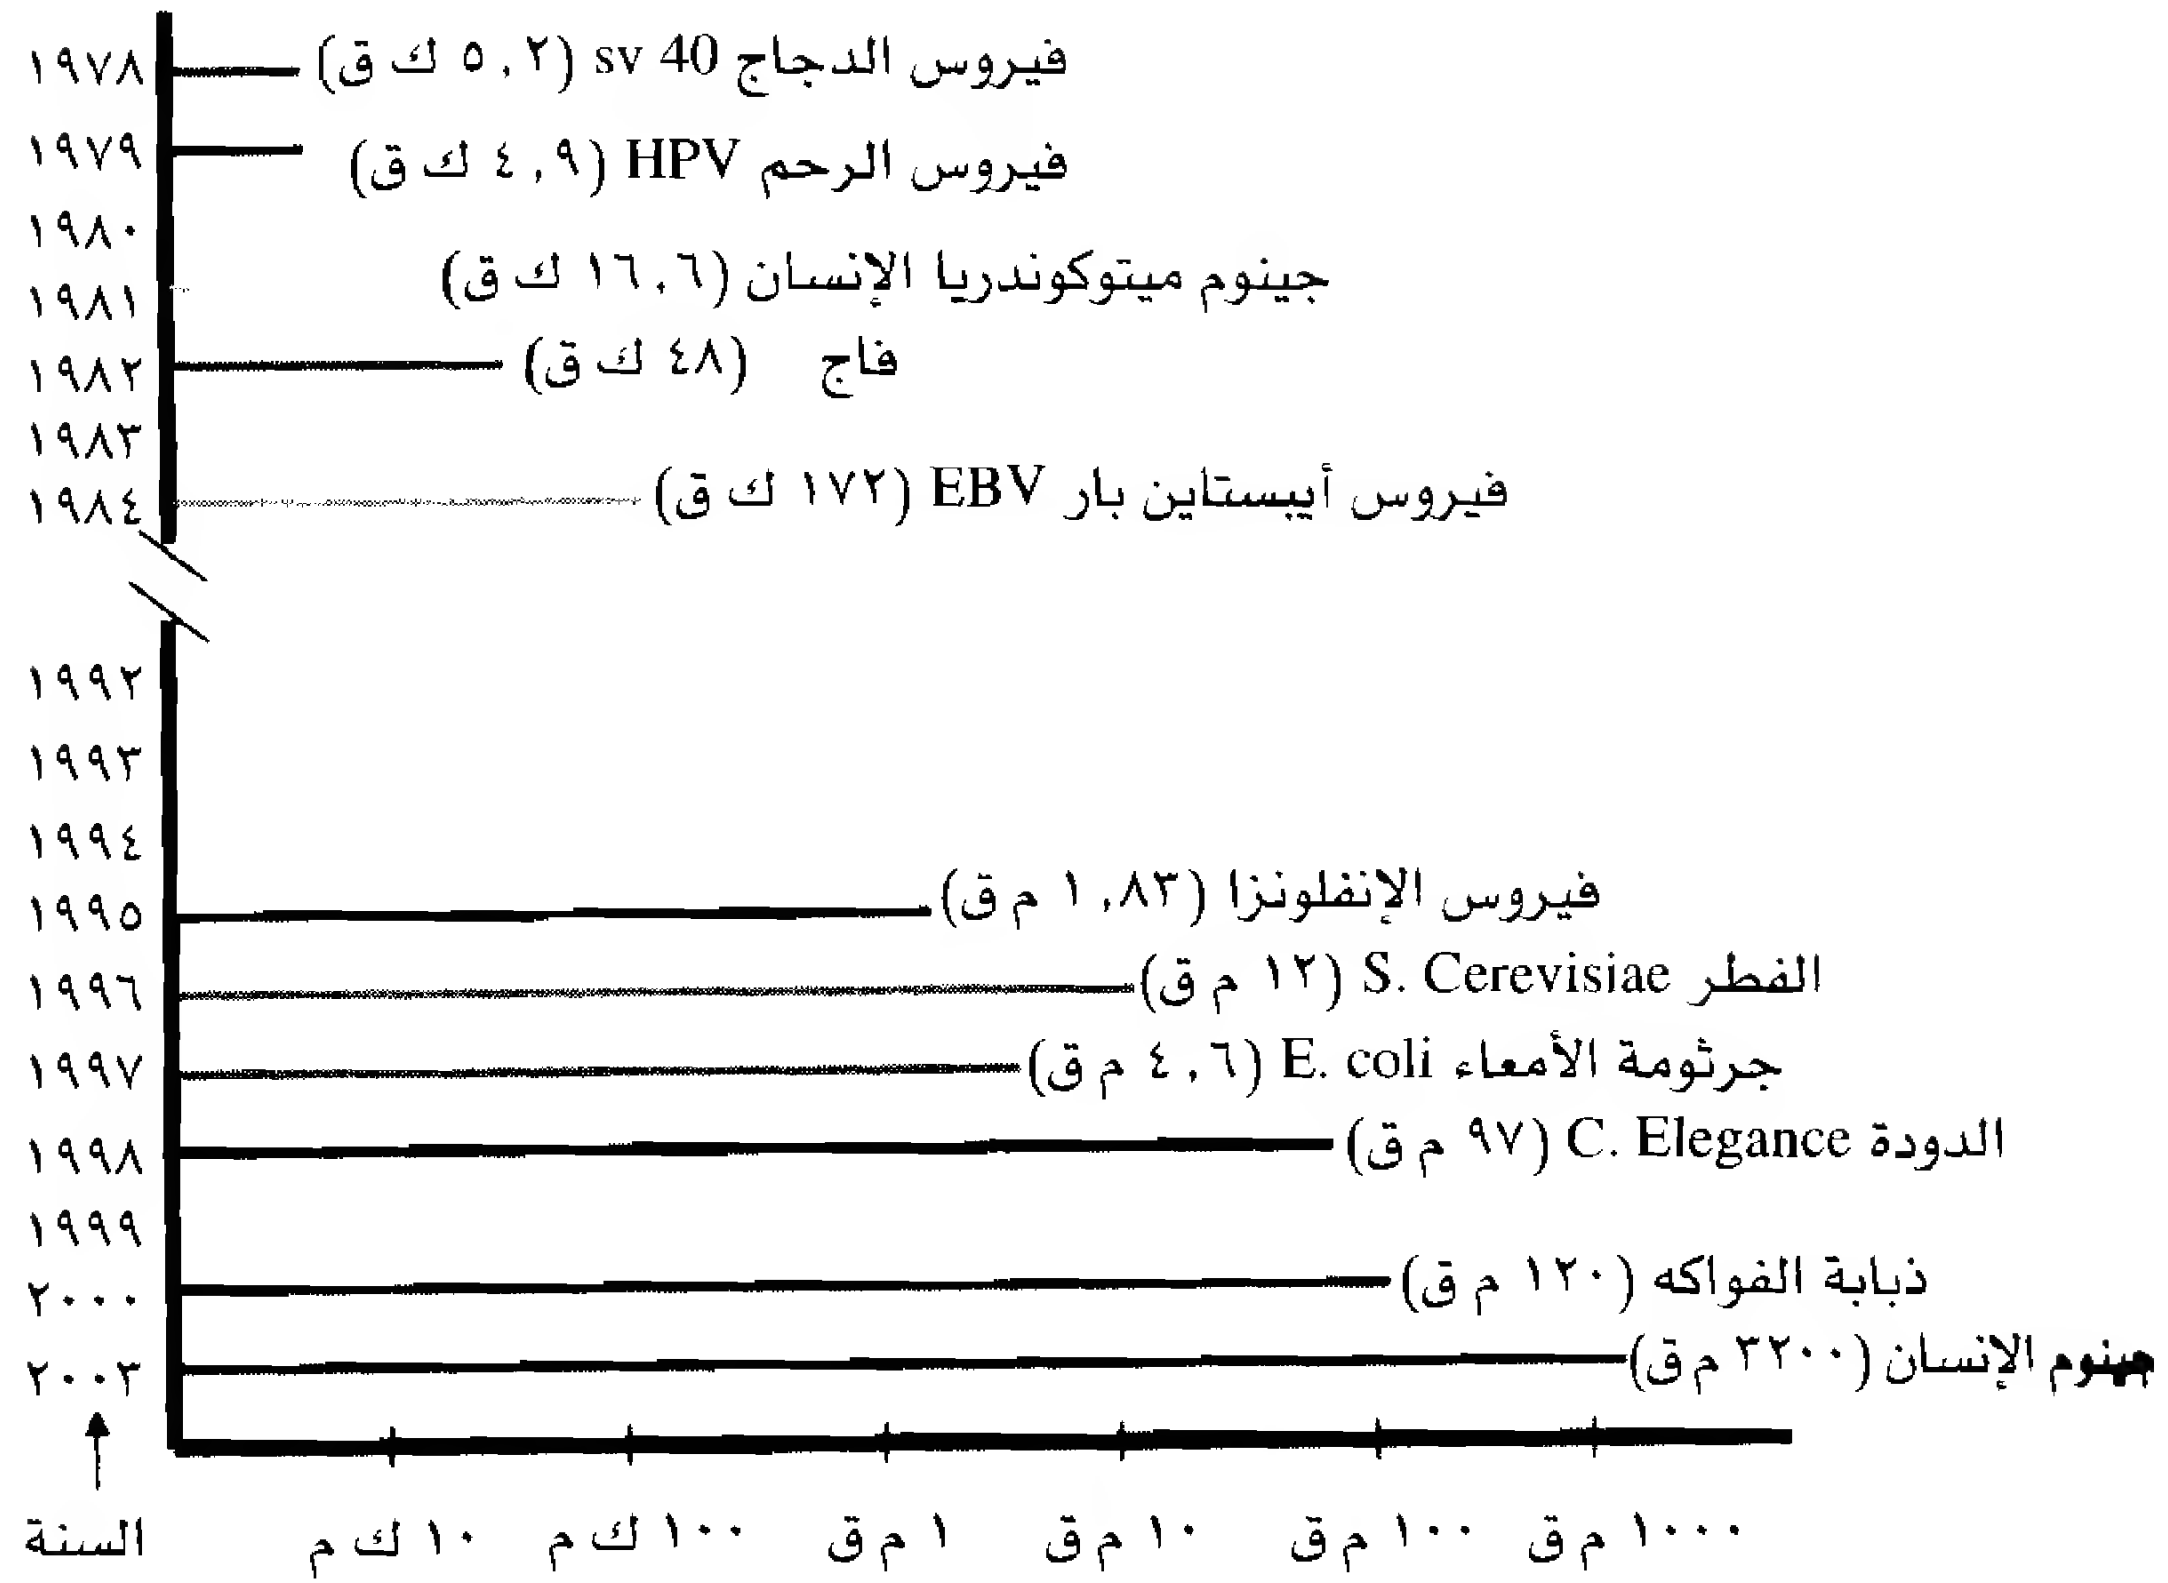 ١٩٧٨ فيروس الدجاج sv 40 (٥,٢ ك ق)
١٩٧٩ فيروس الرحم HPV (٤,٩ ك ق)
١٩٨٠
١٩٨١ جينوم ميتوكوندريا الإنسان (١٦,٦ ك ق)
١٩٨٢ فاج (٤٨ ك ق)
١٩٨٣
١٩٨٤ فيروس أيبستاين بار EBV (١٧٢ ك ق)
١٩٩٢
١٩٩٣
١٩٩٤
١٩٩٥ فيروس الإنفلونزا (١,٨٣ م ق)
١٩٩٦ الفطر S. Cerevisiae (١٢ م ق)
١٩٩٧ جرثومة الأمعاء E. coli (٤,٦ م ق)
١٩٩٨ الدودة C. Elegance (٩٧ م ق)
١٩٩٩
٢٠٠٠ ذبابة الفواكه (١٢٠ م ق)
٢٠٠٣ جينوم الإنسان (٣٢٠٠ م ق)
السنة ١٠ ك م ١٠٠ ك م ١ م ق ١٠ م ق ١٠٠ م ق ١٠٠٠ م ق